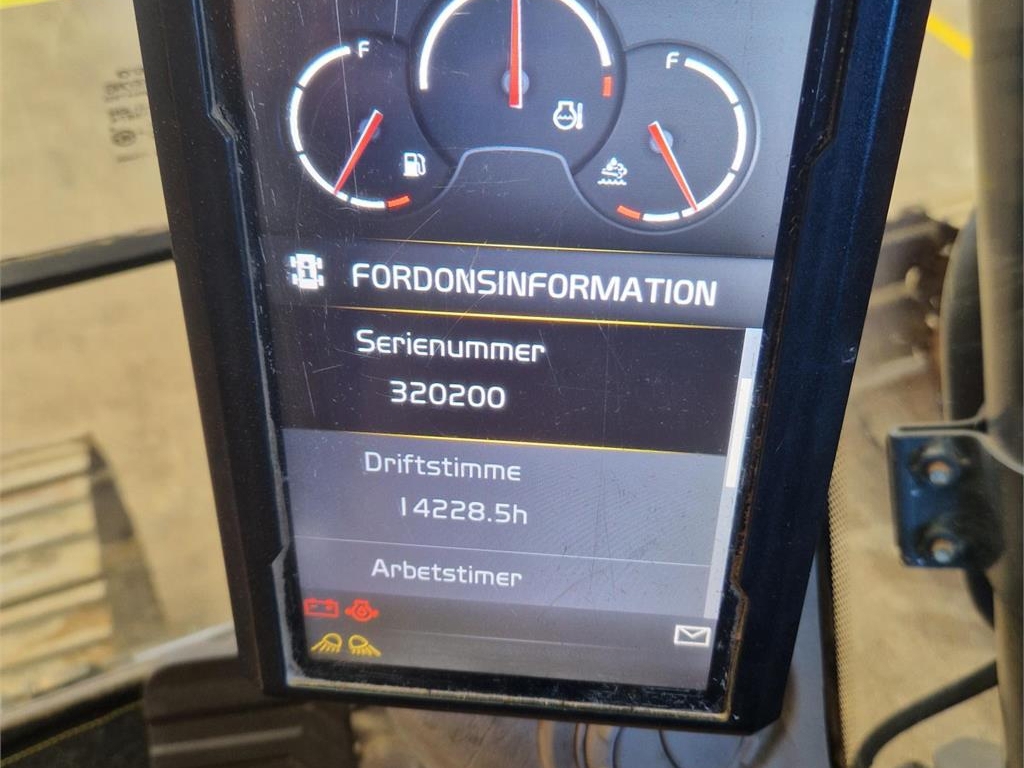 F
F
FORDONSINFORMATION
Serienummer
320200
Driftstimme
14228.5h
Arbetstimer